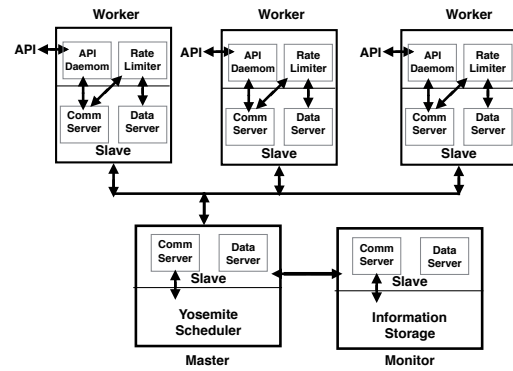 Worker
Worker
Worker
API
API
Daemom
Rate
Limiter
Comm
Server
Data
Server
Slave
API
API
Daemom
Rate
Limiter
Comm
Server
Data
Server
Slave
API
API
Daemom
Rate
Limiter
Comm
Server
Data
Server
Slave
Comm
Server
Data
Server
Slave
Yosemite
Scheduler
Master
Comm
Server
Data
Server
Slave
Information
Storage
Monitor